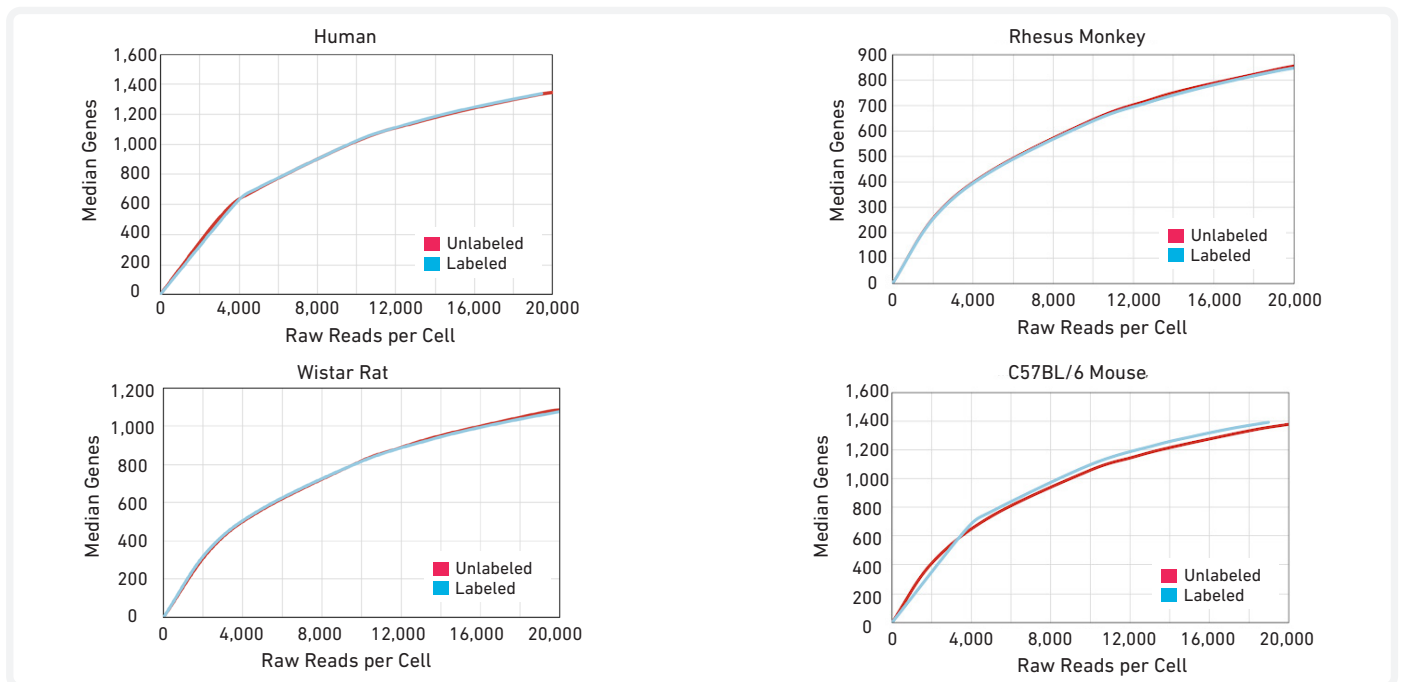 Human
1,600
1,400
1,200
1,000
800
600
400
200
0
Median Genes
Unlabeled
Labeled
0 4,000 8,000 12,000 16,000 20,000
Raw Reads per Cell
Rhesus Monkey
900
800
700
600
500
400
300
200
100
0
Median Genes
Unlabeled
Labeled
0 4,000 8,000 12,000 16,000 20,000
Raw Reads per Cell
Wistar Rat
1,200
1,000
800
600
400
200
0
Median Genes
Unlabeled
Labeled
0 4,000 8,000 12,000 16,000 20,000
Raw Reads per Cell
C57BL/6 Mouse
1,600
1,400
1,200
1,000
800
600
400
200
0
Median Genes
Unlabeled
Labeled
0 4,000 8,000 12,000 16,000 20,000
Raw Reads per Cell